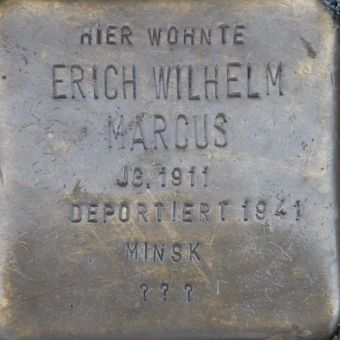 HIER WOHNTE
ERICH WILHELM
MARCUS
JG. 1911
DEPORTIERT 1941
MINSK
? ? ?